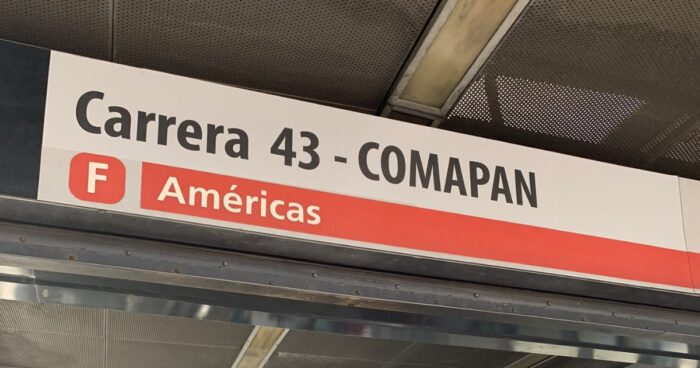 Carrera 43 - COMAPAN
F Américas